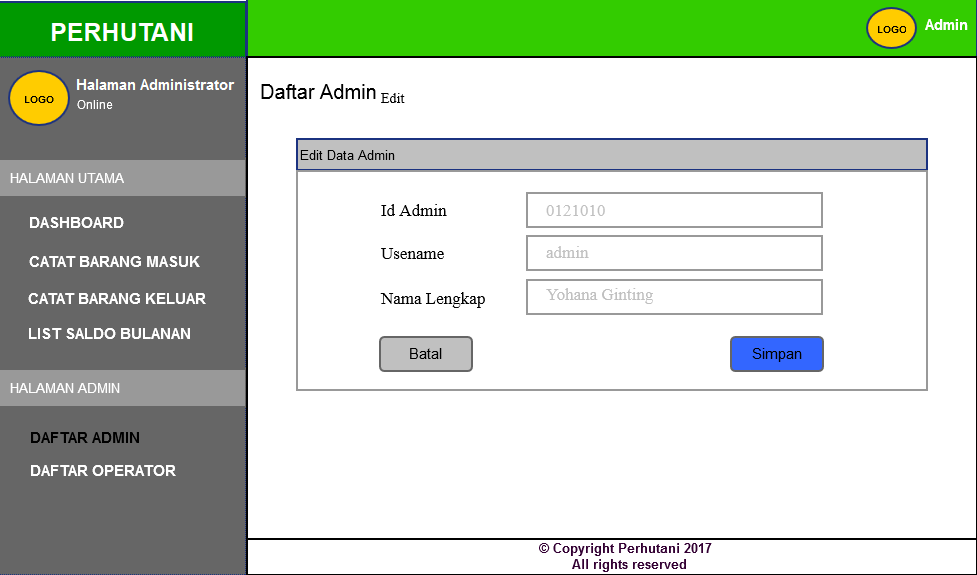 PERHUTANI
LOGO
Admin
LOGO
Halaman Administrator
Online
HALAMAN UTAMA
DASHBOARD
CATAT BARANG MASUK
CATAT BARANG KELUAR
LIST SALDO BULANAN
HALAMAN ADMIN
DAFTAR ADMIN
DAFTAR OPERATOR
Daftar Admin Edit
Edit Data Admin
Id Admin 0121010
Usename admin
Nama Lengkap Yohana Ginting
Batal Simpan
© Copyright Perhutani 2017
All rights reserved